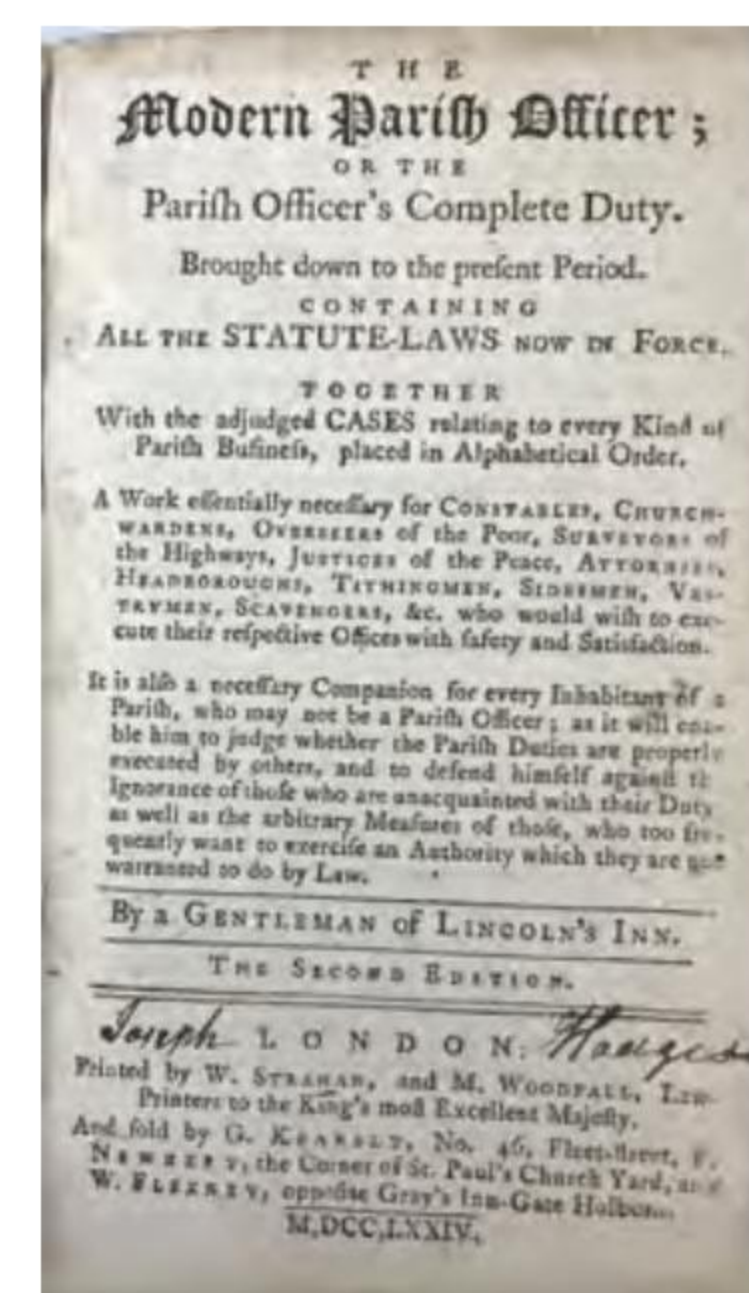 THE
Modern Pariſh Officer;
OR THE
Pariſh Officer's Complete Duty.
Brought down to the preſent Period.
CONTAINING
ALL THE STATUTE-LAWS NOW IN FORCE.
TOGETHER
With the adjudged CASES relating to every Kind of
Pariſh Buſineſs, placed in Alphabetical Order.
A Work eſſentially neceſſary for CONSTABLES, CHURCH-
WARDENS, OVERSEERS of the Poor, SURVEYORS of
the Highways, JUSTICES of the Peace, ATTORNIES,
HEADBOROUGHS, TITHINGMEN, SIDESMEN, VES-
TRYMEN, SCAVENGERS, &c. who would wiſh to exe-
cute their reſpective Offices with ſafety and Satisfaction.
It is alſo a neceſſary Companion for every Inhabitant of a
Pariſh, who may not be a Pariſh Officer; as it will ena-
ble him to judge whether the Pariſh Duties are properly
executed by others, and to defend himſelf againſt th
Ignorance of thoſe who are unacquainted with their Duty
as well as the arbitrary Meaſures of thoſe, who too fre-
quently want to exerciſe an Authority which they are not
warranted to do by Law.
By a GENTLEMAN of LINCOLN'S INN.
THE SECOND EDITION.
Joseph LONDON:
Printed by W. STRAHAN, and M. WOODFALL, Law-
Printers to the King's moſt Excellent Majeſty.
And ſold by G. KEARSLY, No. 46, Fleet-ſtreet, F.
NEWBERY, the Corner of St. Paul's Church Yard, and
W. FLEXNEY, oppoſite Gray's Inn-Gate Holborn.
M,DCC,LXXIV.